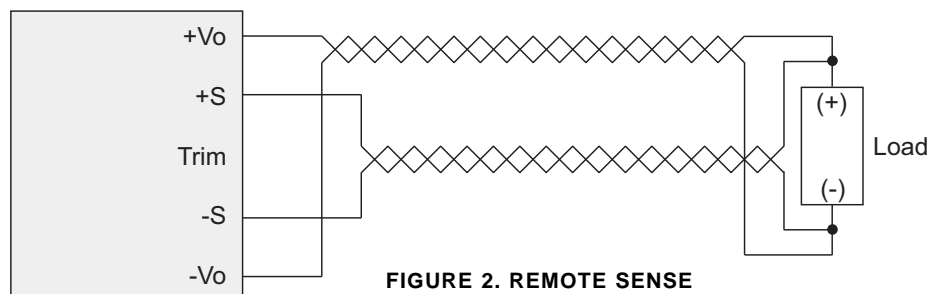 +Vo
+S
Trim
-S
-Vo
(+)
Load
(-)
FIGURE 2. REMOTE SENSE